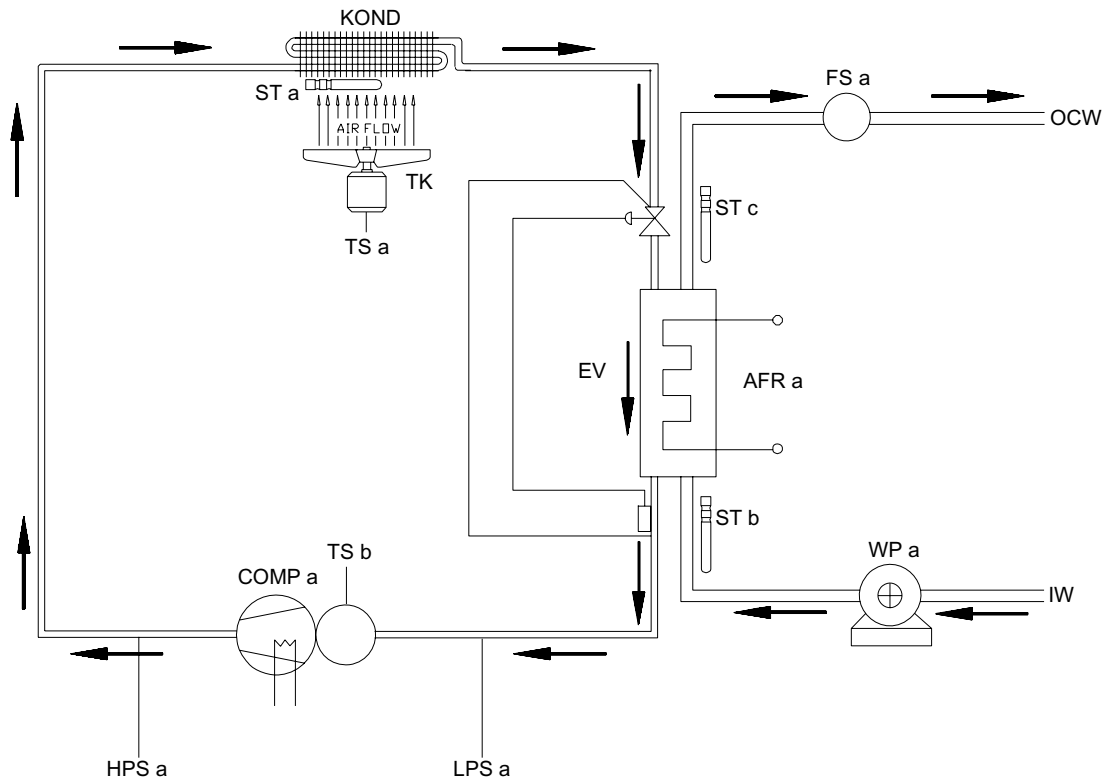 KOND
FS a
ST a
AIR FLOW
OCW
TK
ST c
TS a
EV
AFR a
ST b
TS b
COMP a
WP a
IW
HPS a
LPS a